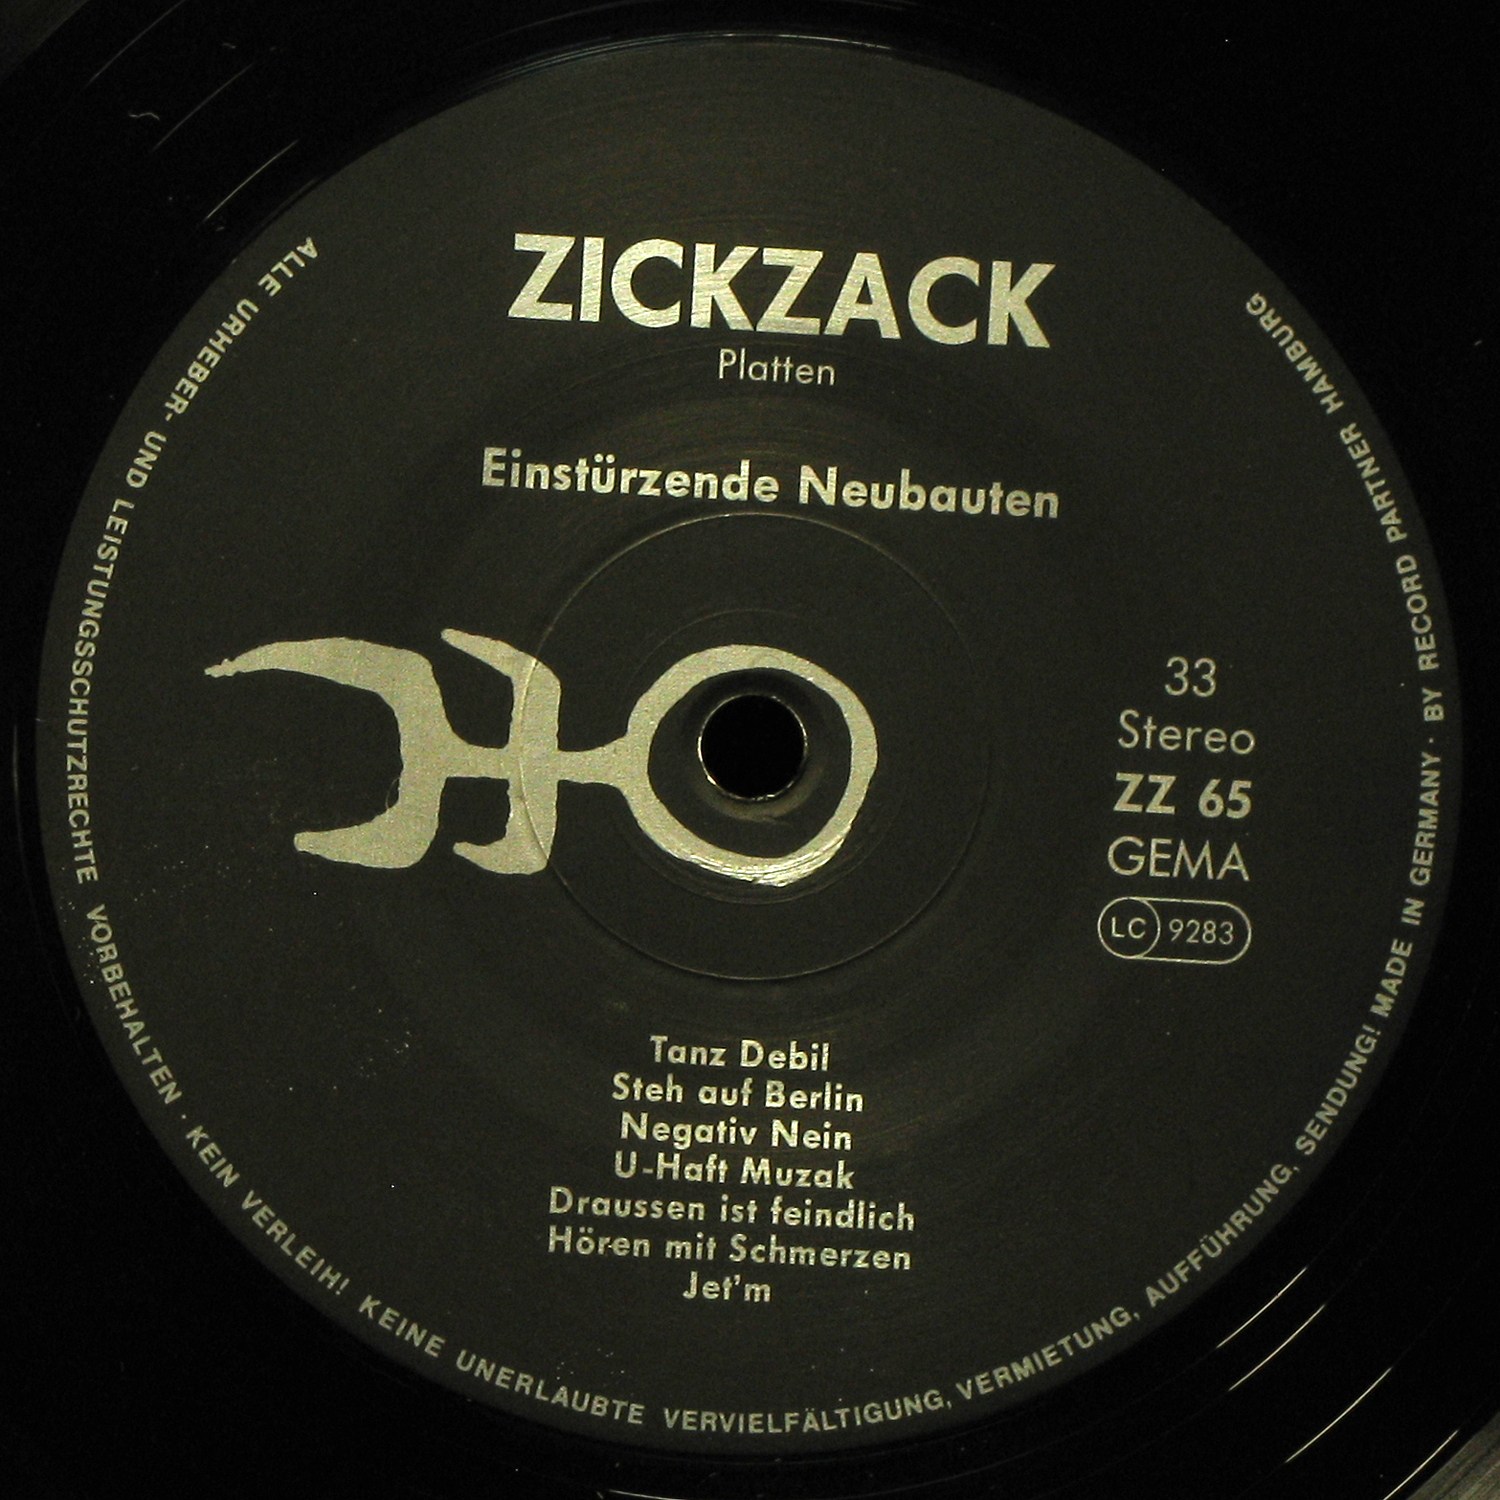 ZICKZACK
Platten
Einstürzende Neubauten
33
Stereo
ZZ 65
GEMA
LC 9283
Tanz Debil
Steh auf Berlin
Negativ Nein
U-Haft Muzak
Draussen ist feindlich
Hören mit Schmerzen
Jet'm
ALLE URHEBER- UND LEISTUNGSSCHUTZRECHTE VORBEHALTEN · KEIN VERLEIH! KEINE UNERLAUBTE VERVIELFÄLTIGUNG, VERMIETUNG, AUFFÜHRUNG, SENDUNG! MADE IN GERMANY · BY RECORD PARTNER HAMBURG